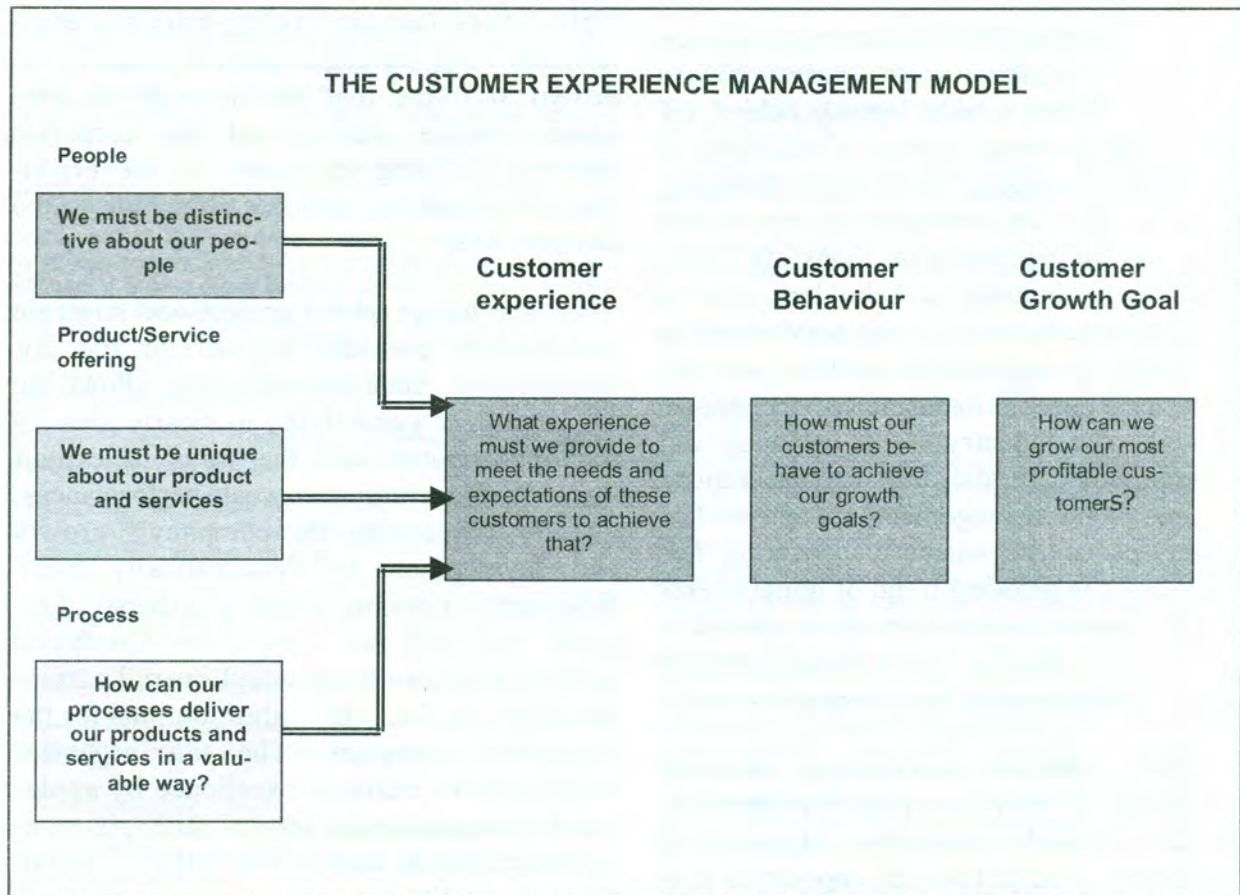 THE CUSTOMER EXPERIENCE MANAGEMENT MODEL
People
We must be distinc-
tive about our peo-
ple
Product/Service
offering
We must be unique
about our product
and services
Process
How can our
processes deliver
our products and
services in a valu-
able way?
Customer
experience
What experience
must we provide to
meet the needs and
expectations of these
customers to achieve
that?
Customer
Behaviour
How must our
customers be-
have to achieve
our growth
goals?
Customer
Growth Goal
How can we
grow our most
profitable cus-
tomers?